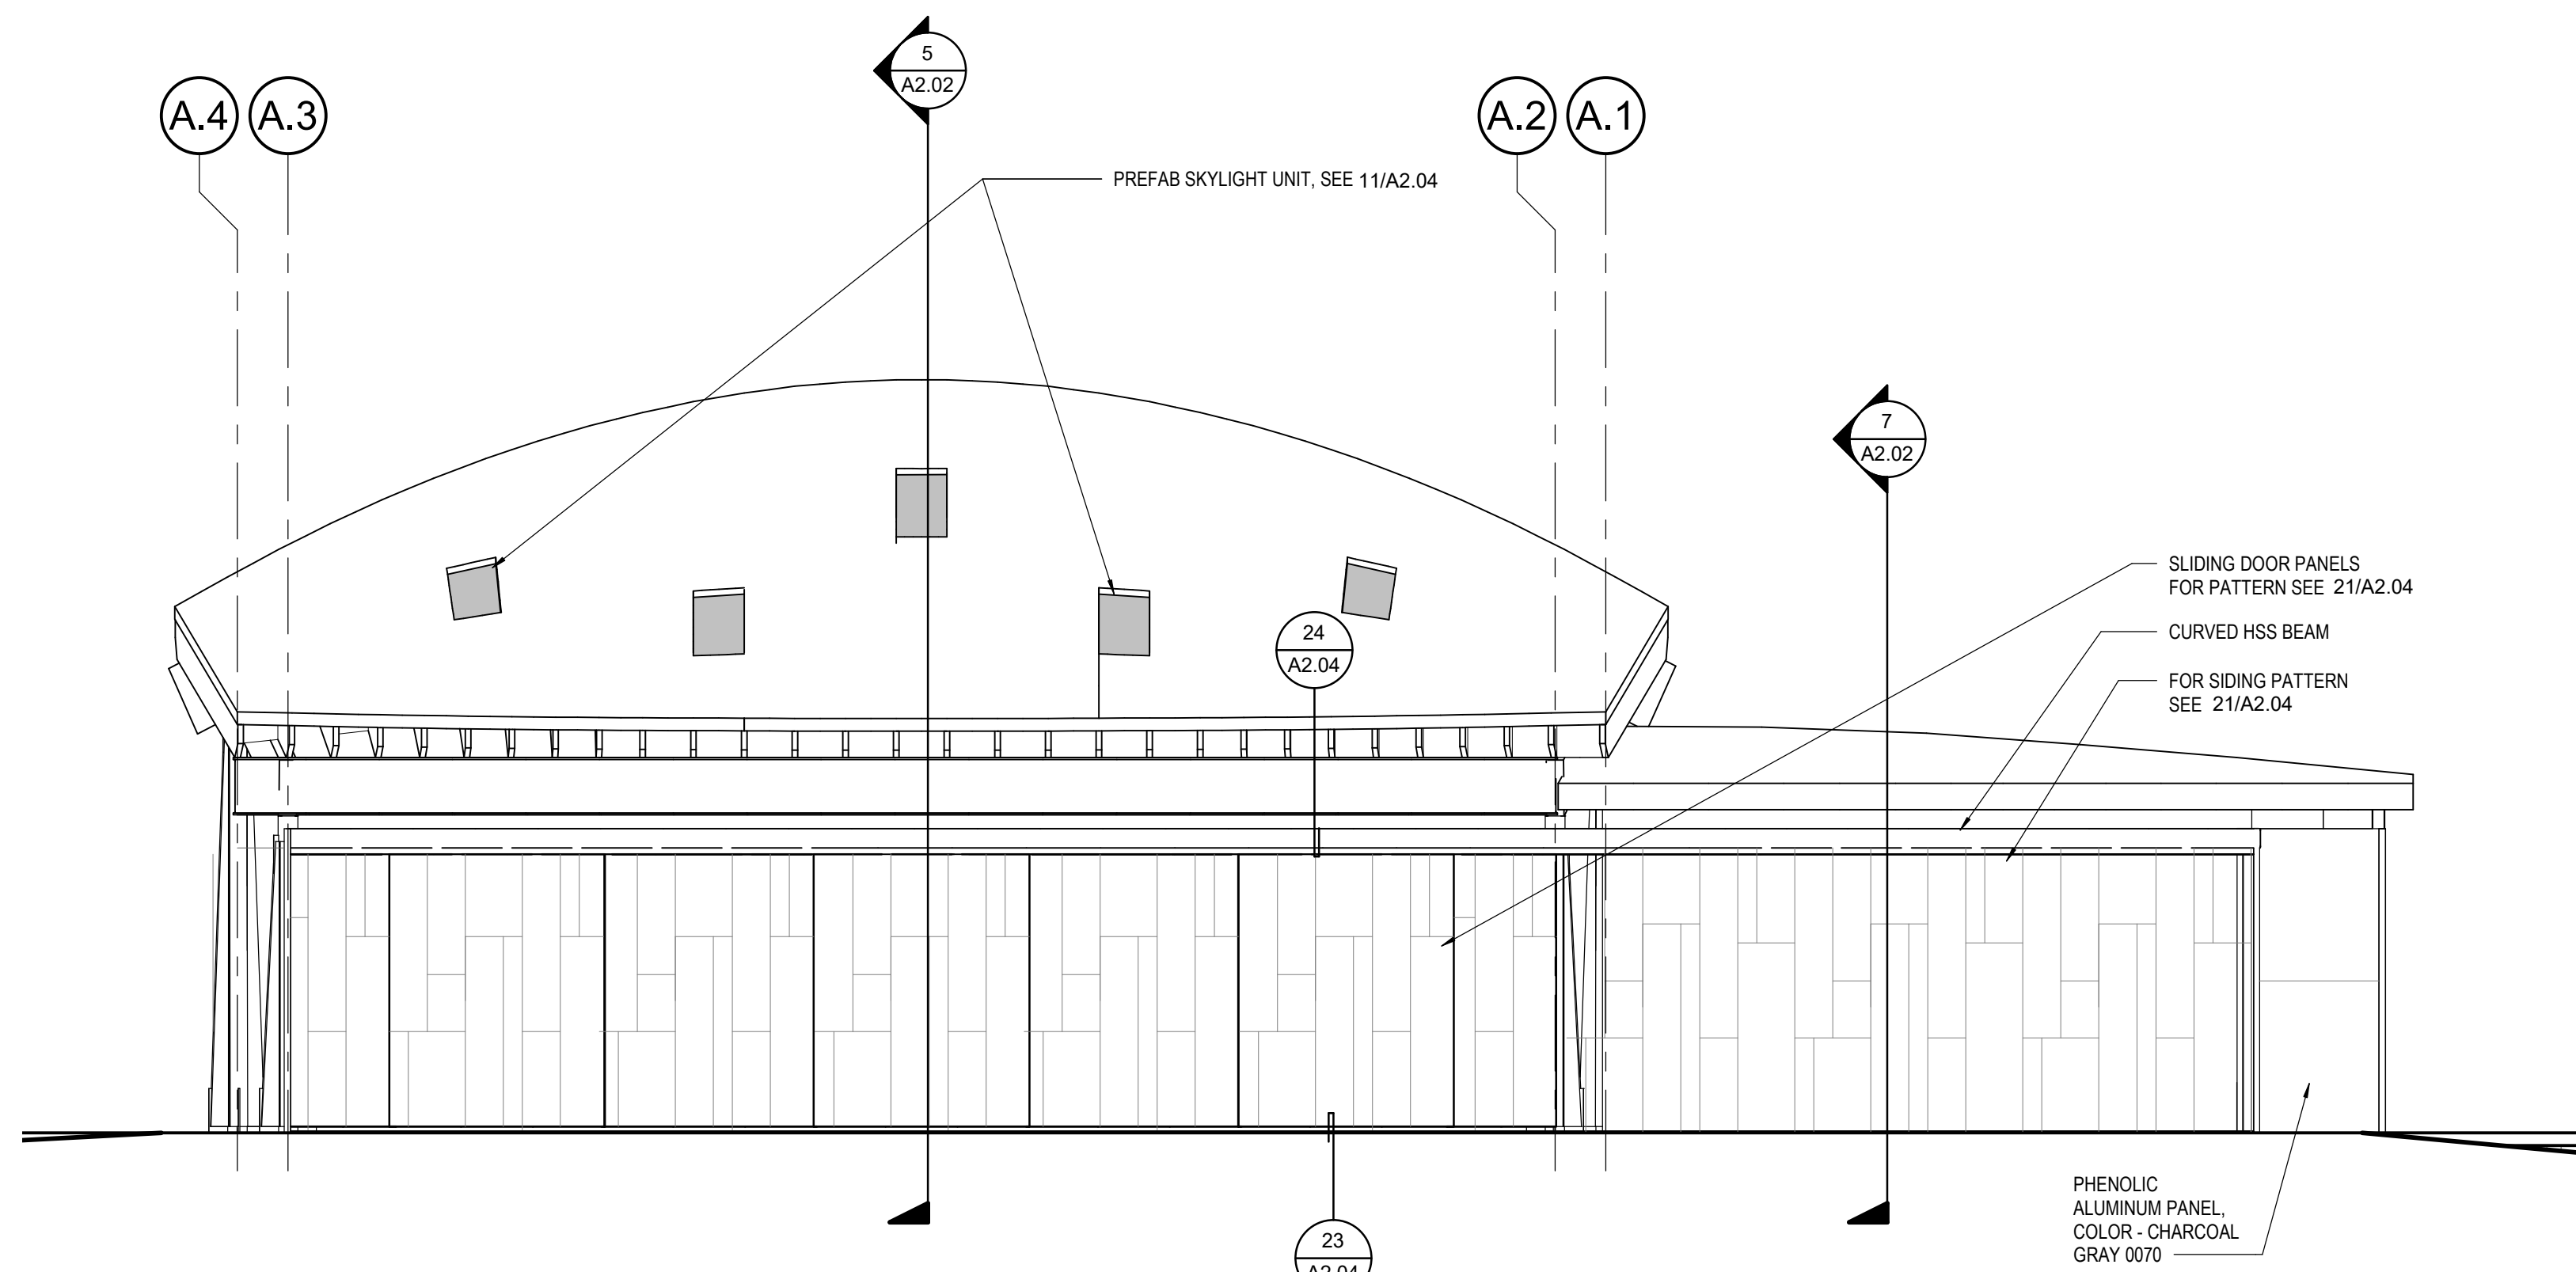 5
A2.02
A.4
A.3
A.2
A.1
PREFAB SKYLIGHT UNIT, SEE 11/A2.04
7
A2.02
SLIDING DOOR PANELS
FOR PATTERN SEE 21/A2.04
24
A2.04
CURVED HSS BEAM
FOR SIDING PATTERN
SEE 21/A2.04
PHENOLIC
ALUMINUM PANEL,
COLOR - CHARCOAL
GRAY 0070
23
A2.04